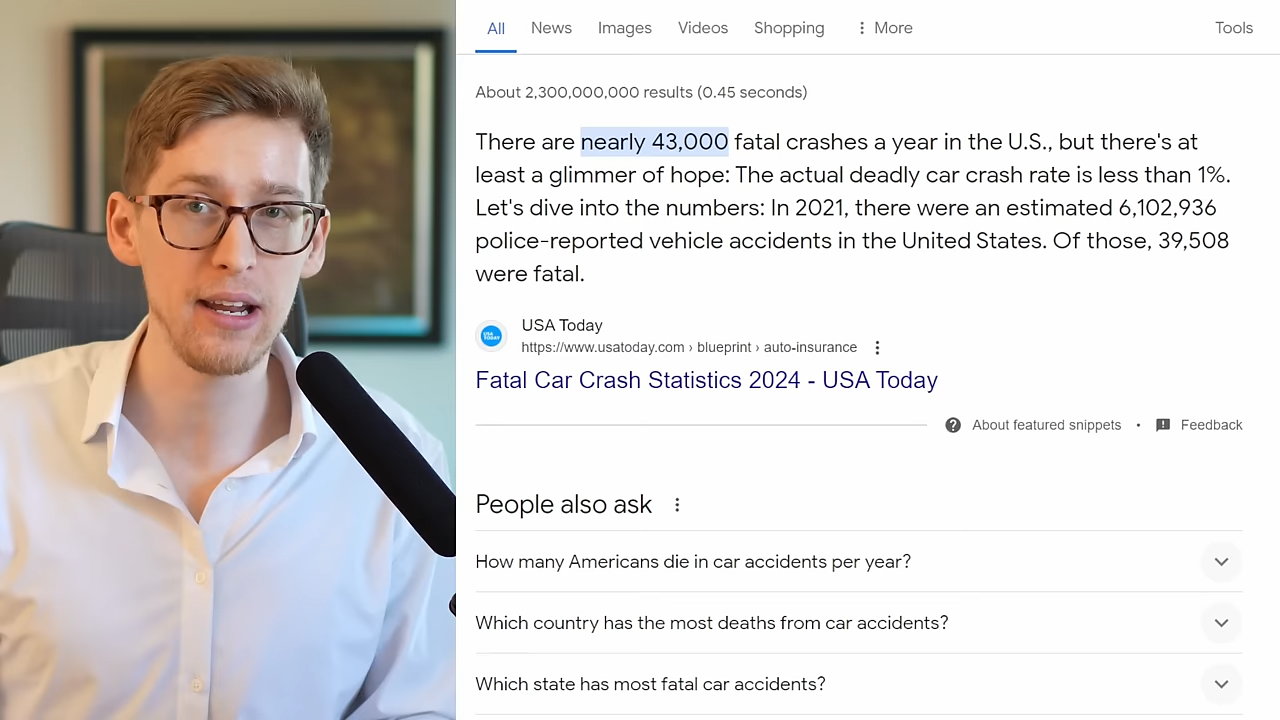 All News Images Videos Shopping More Tools
About 2,300,000,000 results (0.45 seconds)
There are nearly 43,000 fatal crashes a year in the U.S., but there's at
least a glimmer of hope: The actual deadly car crash rate is less than 1%.
Let's dive into the numbers: In 2021, there were an estimated 6,102,936
police-reported vehicle accidents in the United States. Of those, 39,508
were fatal.
USA TODAY
USA Today
https://www.usatoday.com › blueprint › auto-insurance
Fatal Car Crash Statistics 2024 - USA Today
About featured snippets • Feedback
People also ask
How many Americans die in car accidents per year?
Which country has the most deaths from car accidents?
Which state has most fatal car accidents?